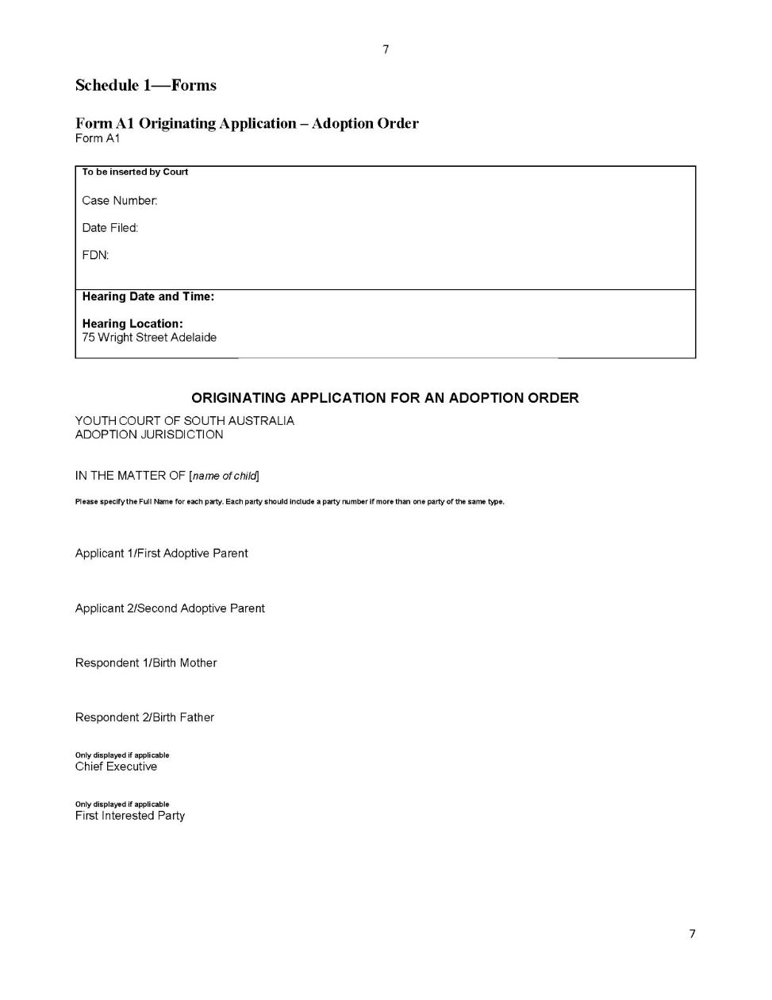 7
Schedule 1—Forms
Form A1 Originating Application – Adoption Order
Form A1
To be inserted by Court
Case Number:
Date Filed:
FDN:
Hearing Date and Time:
Hearing Location:
75 Wright Street Adelaide
ORIGINATING APPLICATION FOR AN ADOPTION ORDER
YOUTH COURT OF SOUTH AUSTRALIA
ADOPTION JURISDICTION
IN THE MATTER OF [name of child]
Please specify the Full Name for each party. Each party should include a party number if more than one party of the same type.
Applicant 1/First Adoptive Parent
Applicant 2/Second Adoptive Parent
Respondent 1/Birth Mother
Respondent 2/Birth Father
Only displayed if applicable
Chief Executive
Only displayed if applicable
First Interested Party
7